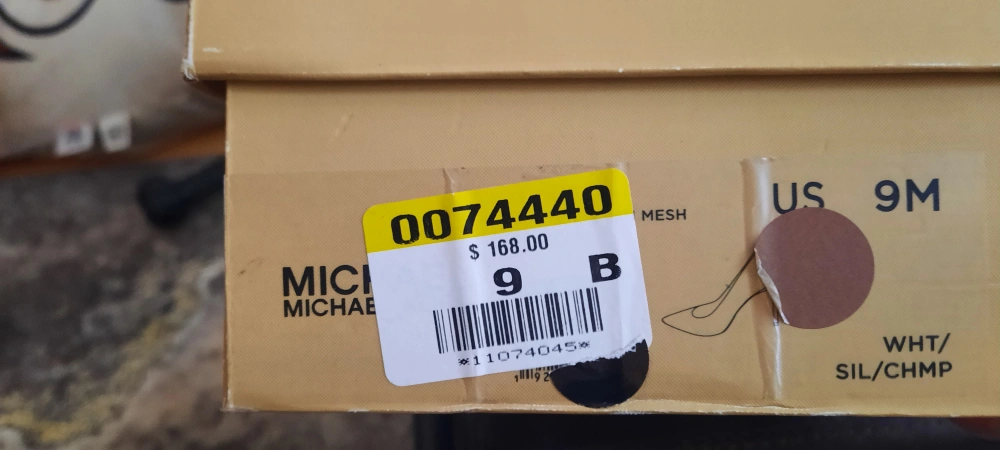 0074440
$ 168.00
9 B
*11074045*
MESH
US 9M
MICH
MICHAE
WHT/
SIL/CHMP